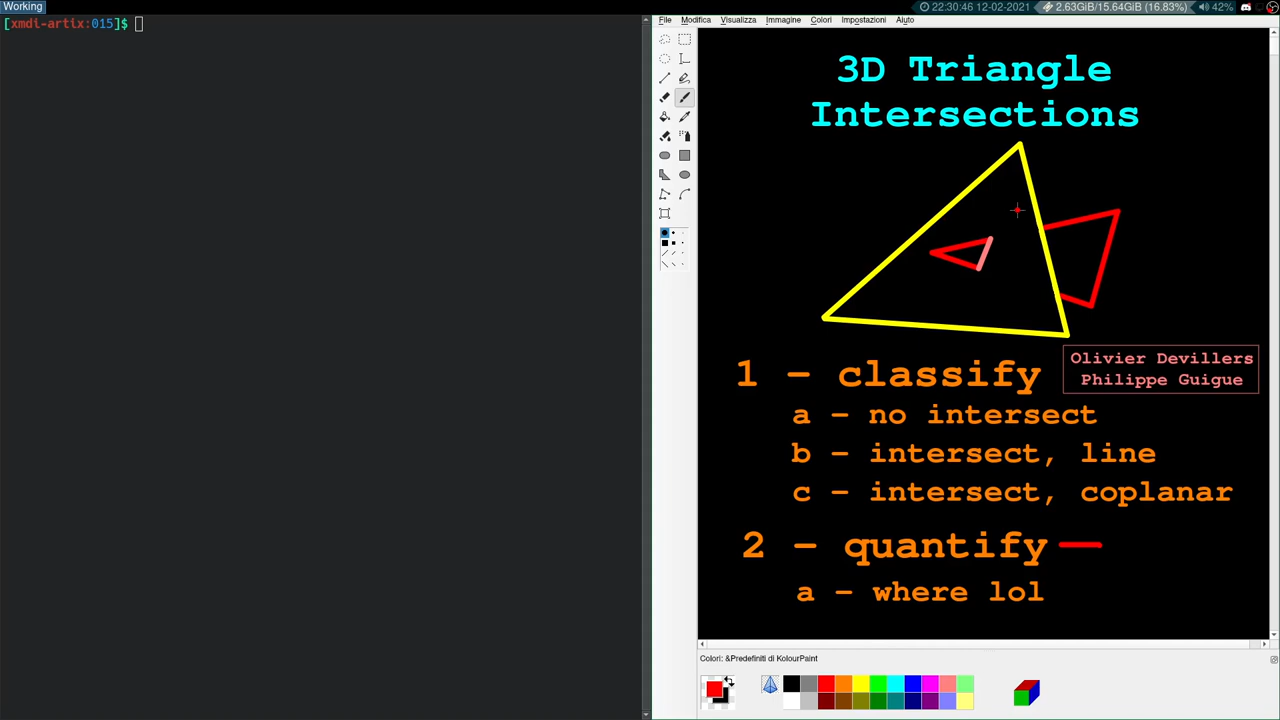 Working
22:30:46 12-02-2021
2.63GiB/15.64GiB (16.83%)
42%
[xmdi-artix:015]$
File Modifica Visualizza Immagine Colori Impostazioni Aiuto
3D Triangle
Intersections
1 - classify
Olivier Devillers
Philippe Guigue
a - no intersect
b - intersect, line
c - intersect, coplanar
2 - quantify
a - where lol
Colori: &Predefiniti di KolourPaint